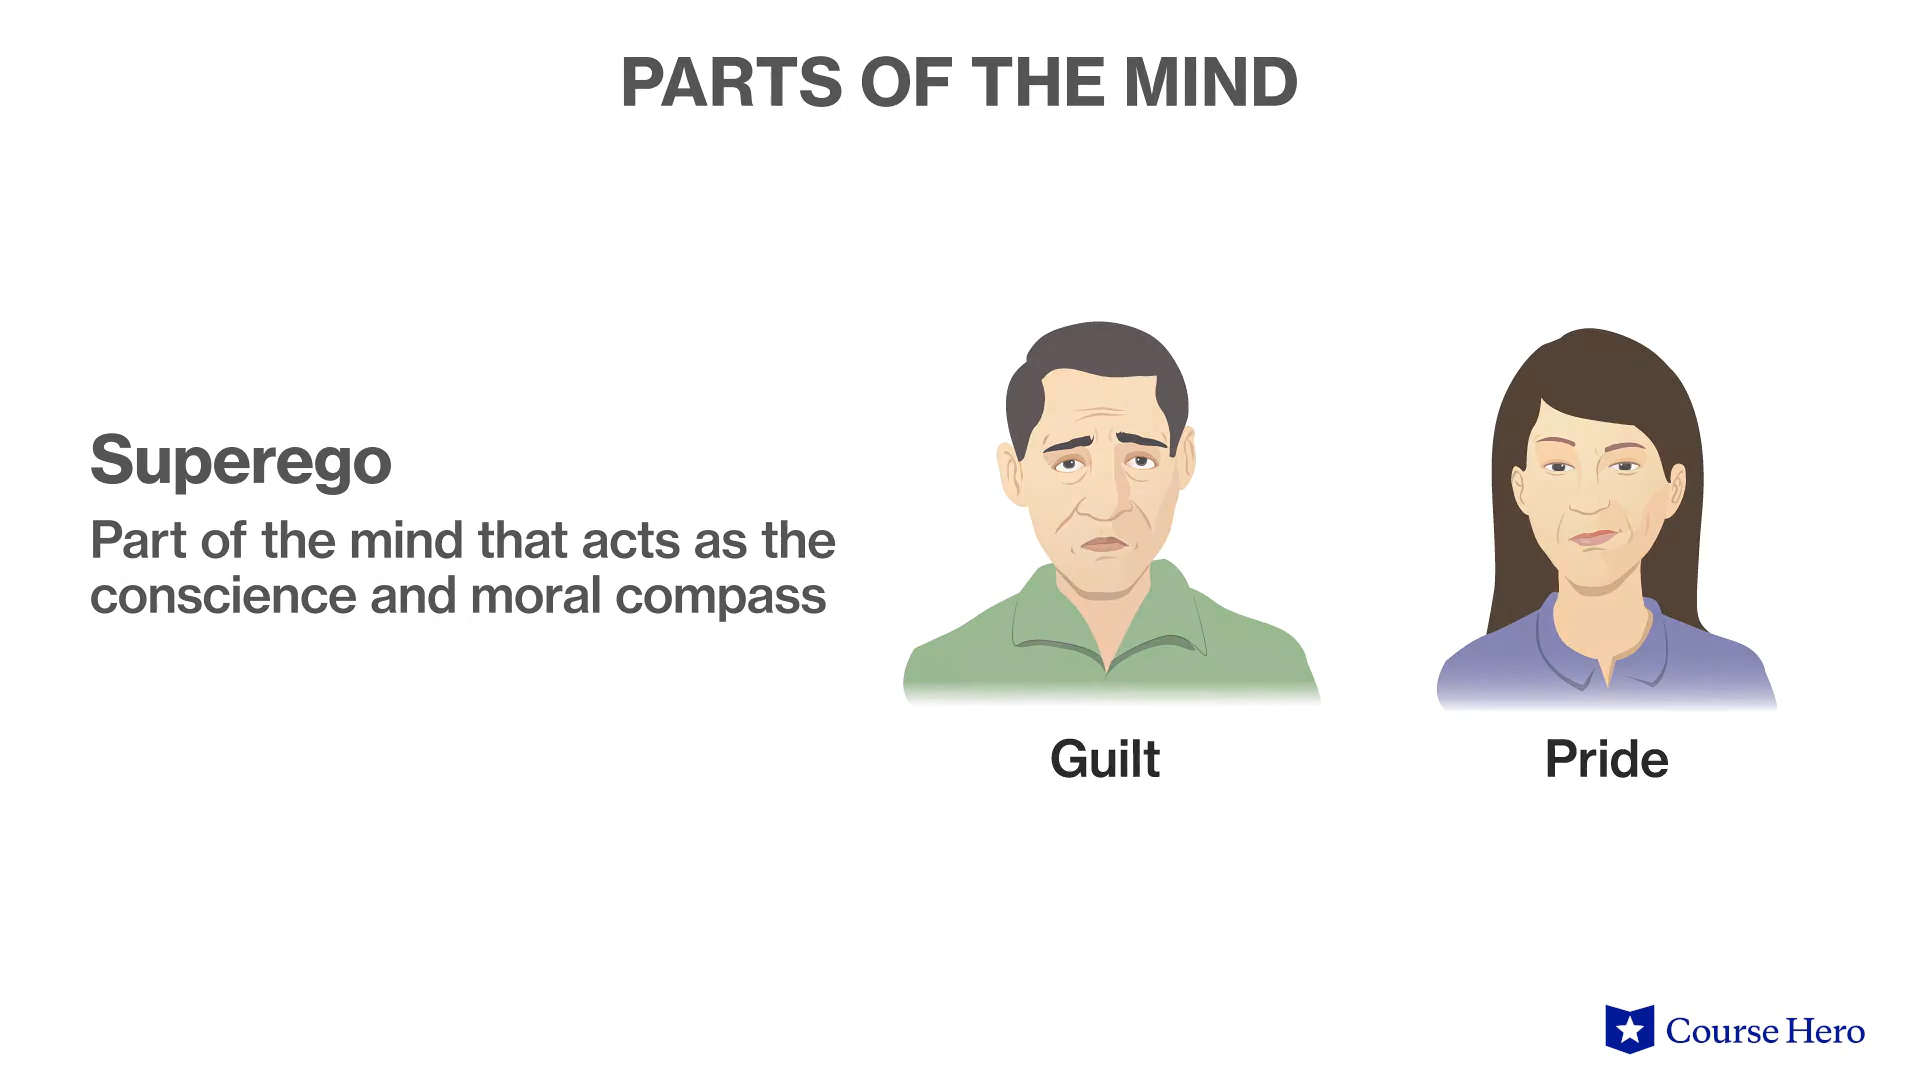 PARTS OF THE MIND
Superego
Part of the mind that acts as the
conscience and moral compass
Guilt
Pride
Course Hero